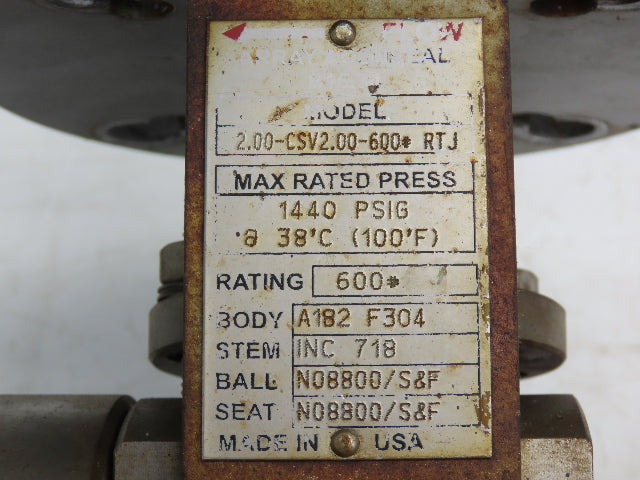 FLOW
MODEL
2.00-CSV2.00-600# RTJ
MAX RATED PRESS
1440 PSIG
@ 38°C (100°F)
RATING 600#
BODY A182 F304
STEM INC 718
BALL N08800/S&F
SEAT N08800/S&F
MADE IN USA